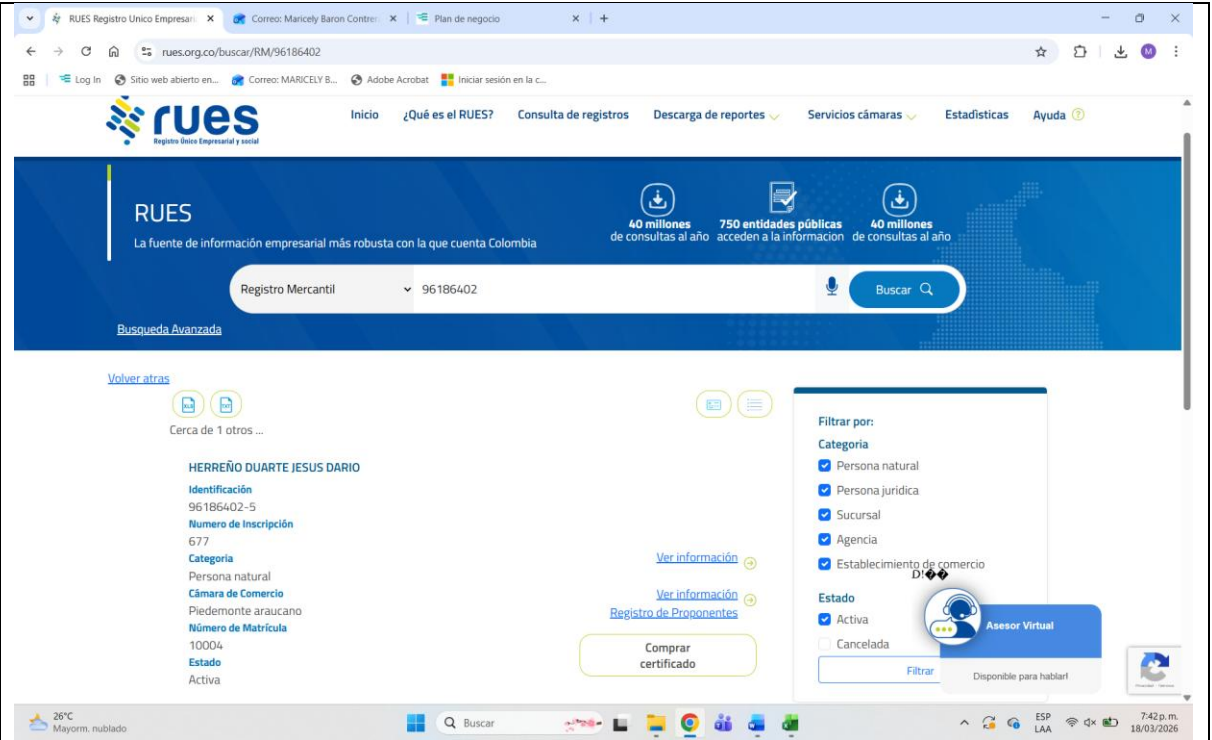 RUES Registro Unico Empresari
Correo: Maricely Baron Contrer
Plan de negocio
rues.org.co/buscar/RM/96186402
M
Log In
Sitio web abierto en...
Correo: MARICELY B...
Adobe Acrobat
Iniciar sesión en la c...
rues
Registro Único Empresarial y social
Inicio
¿Qué es el RUES?
Consulta de registros
Descarga de reportes
Servicios cámaras
Estadísticas
Ayuda ?
RUES
La fuente de información empresarial más robusta con la que cuenta Colombia
40 millones
de consultas al año
750 entidades públicas
acceden a la informacion
40 millones
de consultas al año
Registro Mercantil
96186402
Buscar
Busqueda Avanzada
Volver atras
XLS
TXT
Cerca de 1 otros ...
HERREÑO DUARTE JESUS DARIO
Identificación
96186402-5
Numero de Inscripción
677
Categoria
Persona natural
Cámara de Comercio
Piedemonte araucano
Número de Matrícula
10004
Estado
Activa
Ver información
Ver información
Registro de Proponentes
Comprar
certificado
Filtrar por:
Categoria
Persona natural
Persona juridica
Sucursal
Agencia
Establecimiento de comercio
D!��
Estado
Activa
Cancelada
Filtrar
Asesor Virtual
Disponible para hablar!
26°C
Mayorm. nublado
Buscar
ESP
LAA
7:42 p. m.
18/03/2026